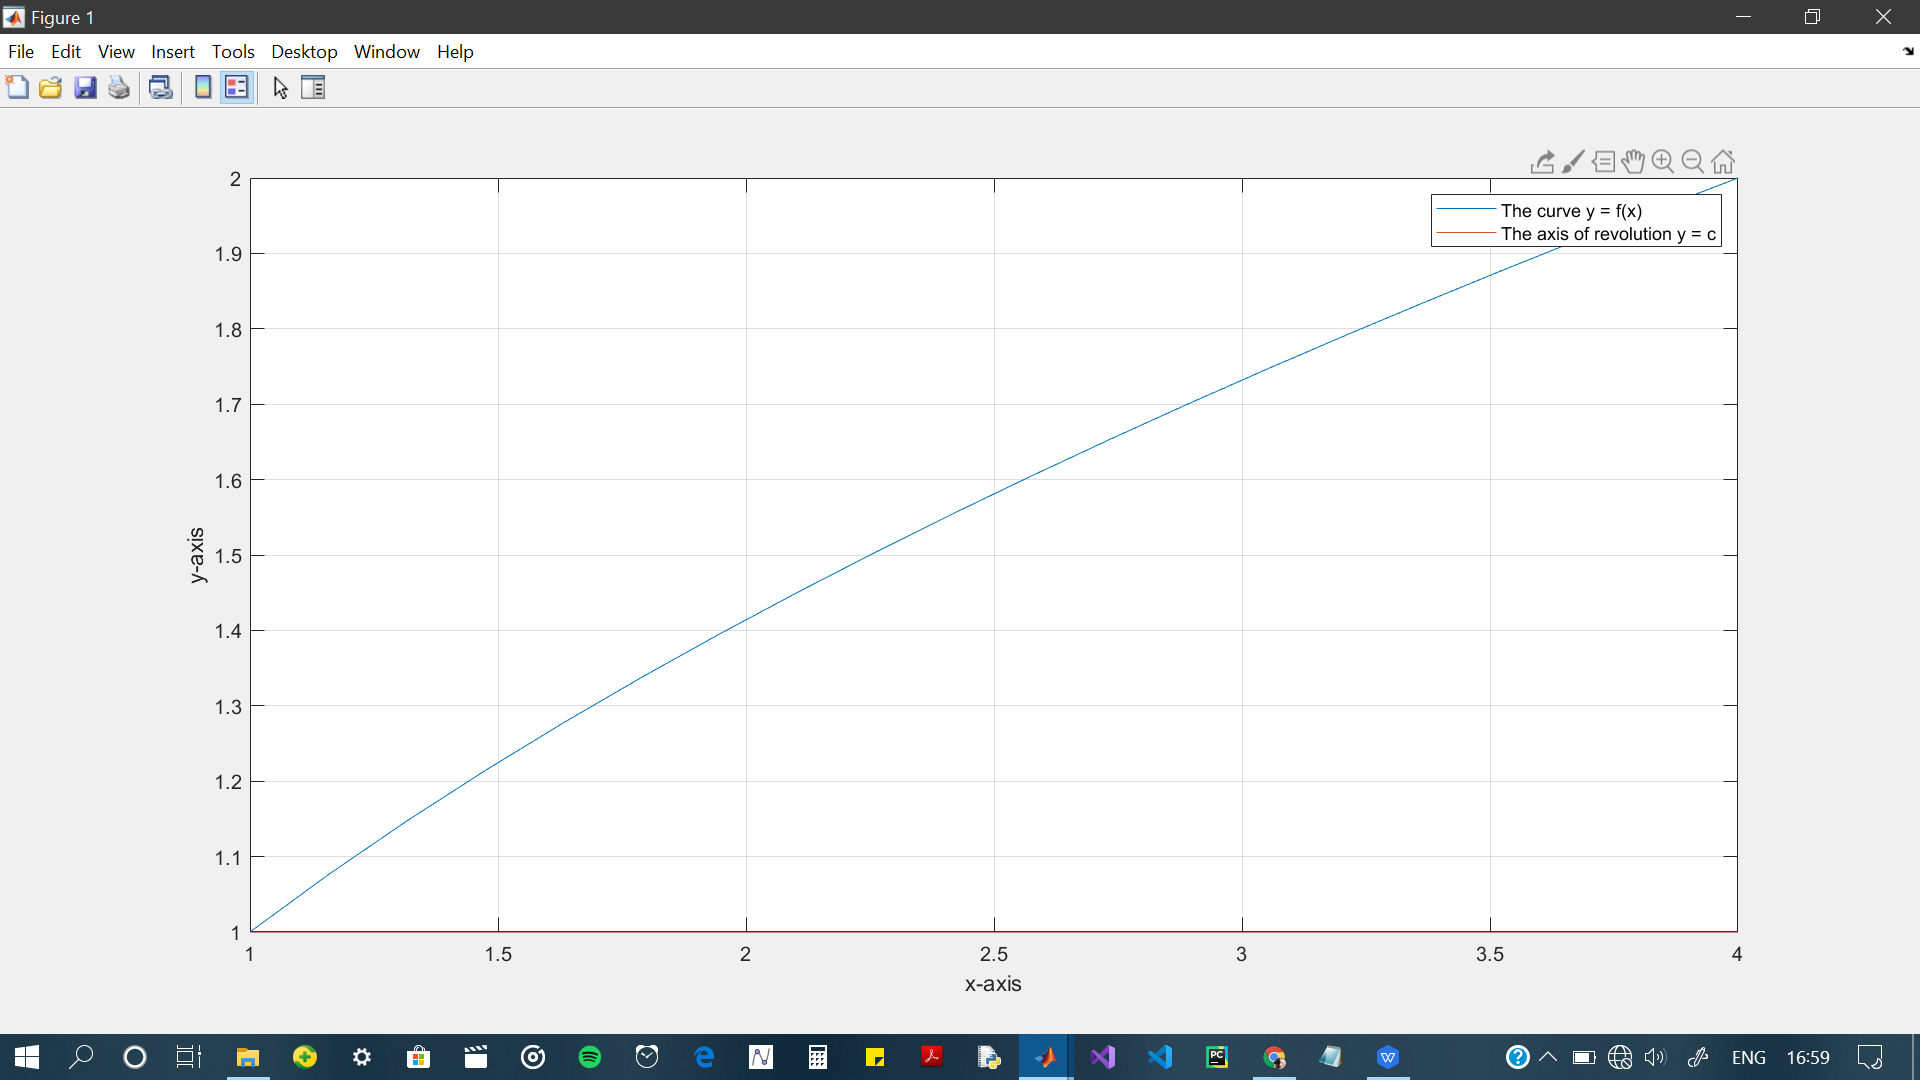 Figure 1
File Edit View Insert Tools Desktop Window Help
2
1.9
1.8
1.7
1.6
1.5
1.4
1.3
1.2
1.1
1
y-axis
The curve y = f(x)
The axis of revolution y = c
1 1.5 2 2.5 3 3.5 4
x-axis
PC
ENG 16:59